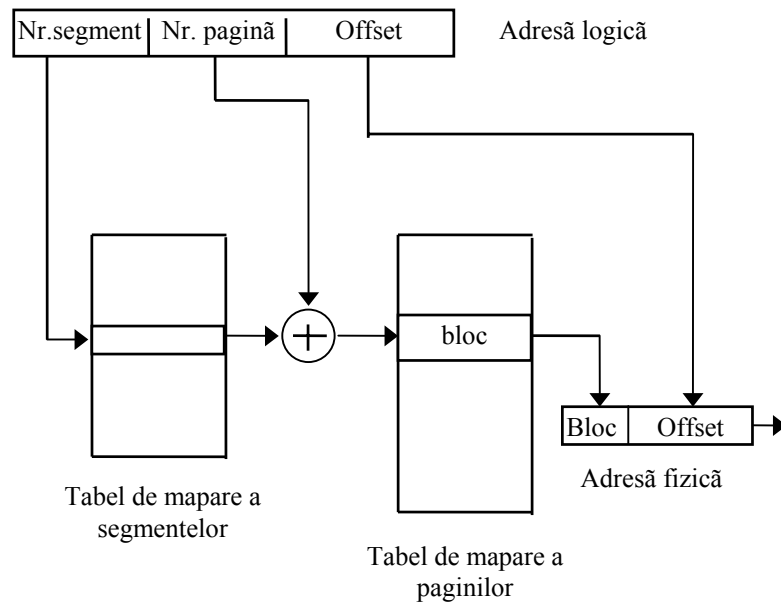 Nr.segment Nr. paginã Offset Adresã logicã
bloc
Bloc Offset
Adresã fizicã
Tabel de mapare a
segmentelor
Tabel de mapare a
paginilor